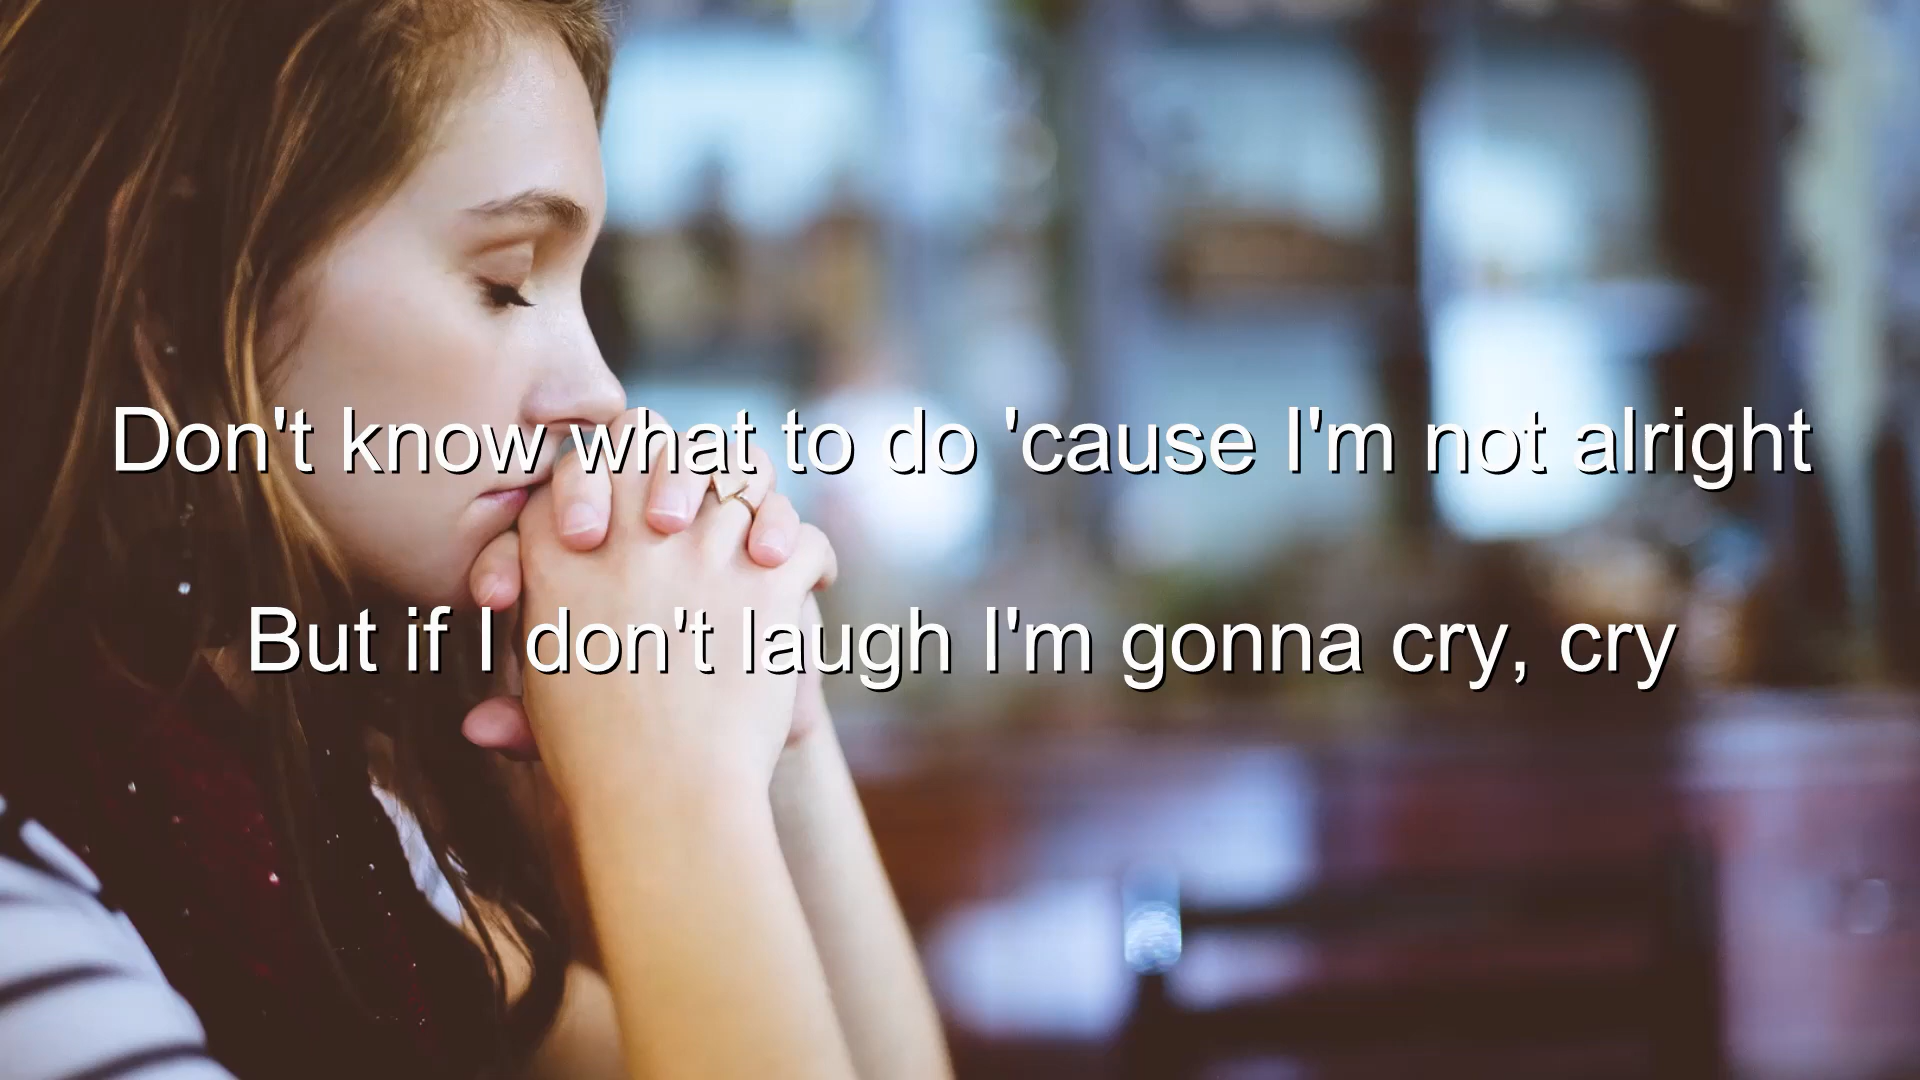 Don't know what to do 'cause I'm not alright
But if I don't laugh I'm gonna cry, cry